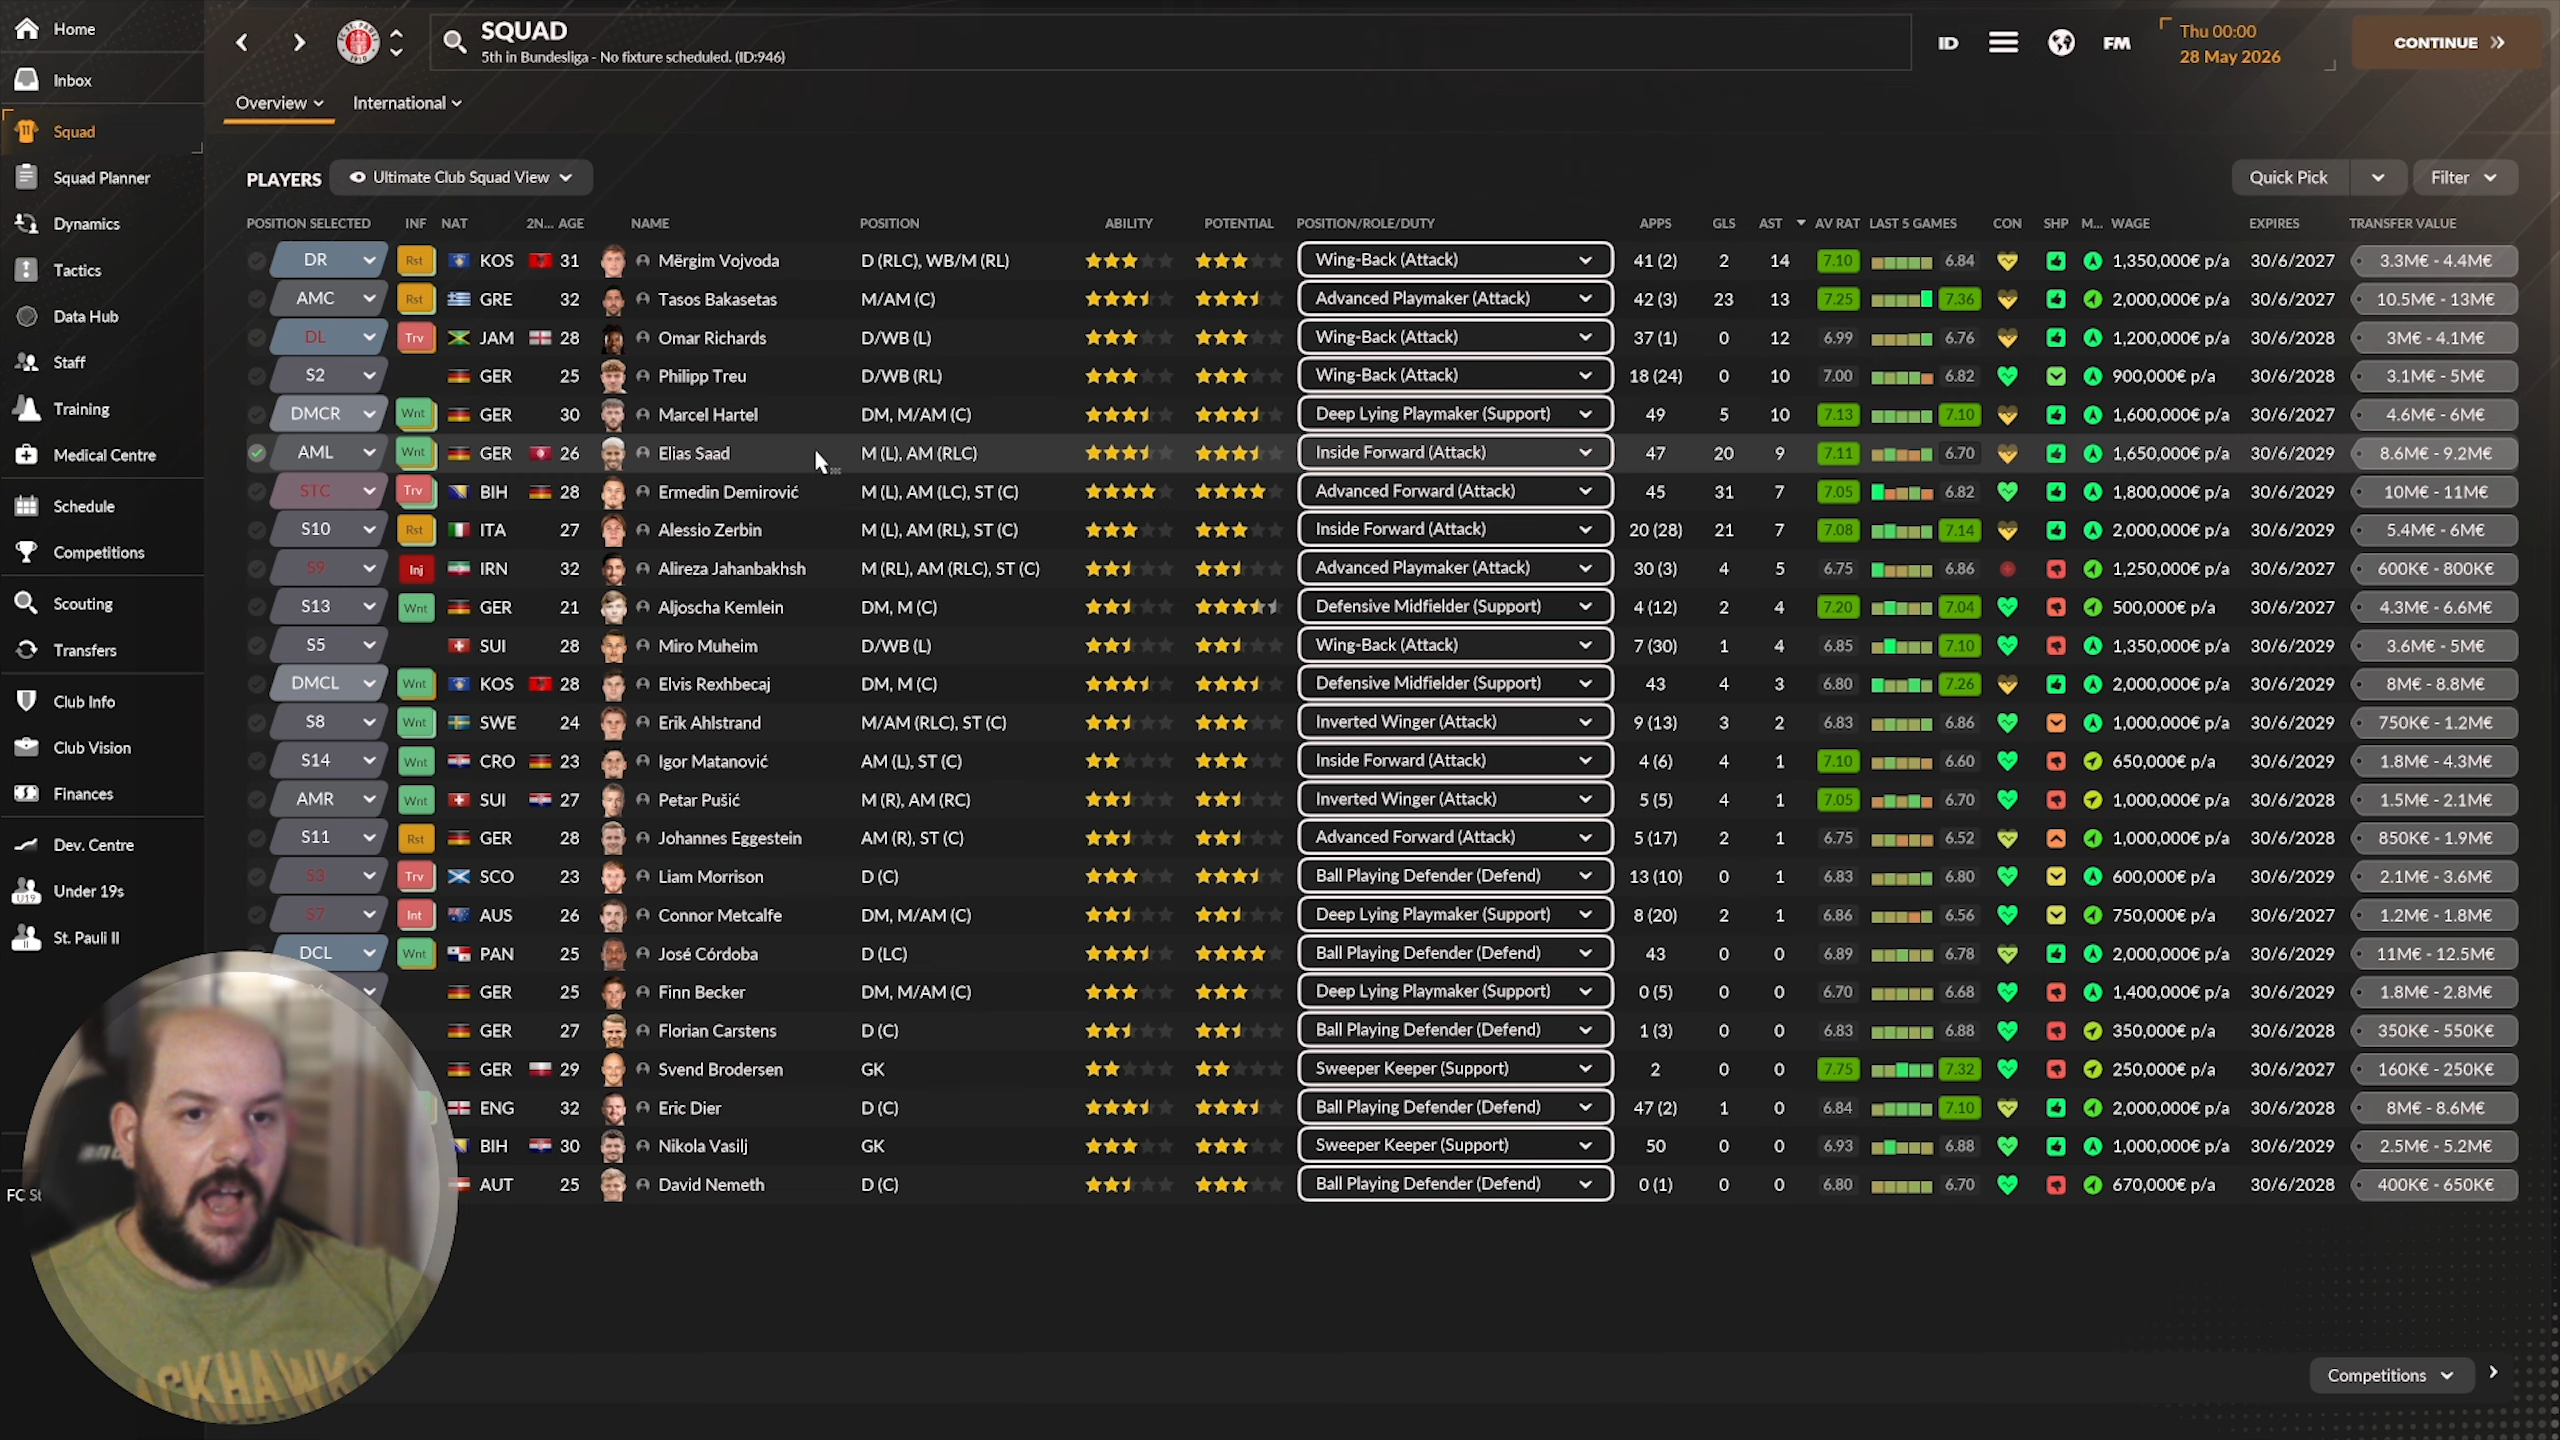 Home
Inbox
Squad
Squad Planner
Dynamics
Tactics
Data Hub
Staff
Training
Medical Centre
Schedule
Competitions
Scouting
Transfers
Club Info
Club Vision
Finances
Dev. Centre
Under 19s
St. Pauli II
FC St
SQUAD
5th in Bundesliga - No fixture scheduled. (ID:946)
ID
FM
Thu 00:00
28 May 2026
CONTINUE
Overview
International
PLAYERS
Ultimate Club Squad View
Quick Pick
Filter
POSITION SELECTED INF NAT 2N... AGE NAME POSITION ABILITY POTENTIAL POSITION/ROLE/DUTY APPS GLS AST AV RAT LAST 5 GAMES CON SHP M... WAGE EXPIRES TRANSFER VALUE
DR Rst KOS 31 Mërgim Vojvoda D (RLC), WB/M (RL) Wing-Back (Attack) 41 (2) 2 14 7.10 6.84 1,350,000€ p/a 30/6/2027 3.3M€ - 4.4M€
AMC Rst GRE 32 Tasos Bakasetas M/AM (C) Advanced Playmaker (Attack) 42 (3) 23 13 7.25 7.36 2,000,000€ p/a 30/6/2027 10.5M€ - 13M€
DL Trv JAM 28 Omar Richards D/WB (L) Wing-Back (Attack) 37 (1) 0 12 6.99 6.76 1,200,000€ p/a 30/6/2028 3M€ - 4.1M€
S2 GER 25 Philipp Treu D/WB (RL) Wing-Back (Attack) 18 (24) 0 10 7.00 6.82 900,000€ p/a 30/6/2028 3.1M€ - 5M€
DMCR Wnt GER 30 Marcel Hartel DM, M/AM (C) Deep Lying Playmaker (Support) 49 5 10 7.13 7.10 1,600,000€ p/a 30/6/2027 4.6M€ - 6M€
AML Wnt GER 26 Elias Saad M (L), AM (RLC) Inside Forward (Attack) 47 20 9 7.11 6.70 1,650,000€ p/a 30/6/2029 8.6M€ - 9.2M€
STC Trv BIH 28 Ermedin Demirović M (L), AM (LC), ST (C) Advanced Forward (Attack) 45 31 7 7.05 6.82 1,800,000€ p/a 30/6/2029 10M€ - 11M€
S10 Rst ITA 27 Alessio Zerbin M (L), AM (RL), ST (C) Inside Forward (Attack) 20 (28) 21 7 7.08 7.14 2,000,000€ p/a 30/6/2029 5.4M€ - 6M€
S9 Inj IRN 32 Alireza Jahanbakhsh M (RL), AM (RLC), ST (C) Advanced Playmaker (Attack) 30 (3) 4 5 6.75 6.86 1,250,000€ p/a 30/6/2027 600K€ - 800K€
S13 Wnt GER 21 Aljoscha Kemlein DM, M (C) Defensive Midfielder (Support) 4 (12) 2 4 7.20 7.04 500,000€ p/a 30/6/2027 4.3M€ - 6.6M€
S5 SUI 28 Miro Muheim D/WB (L) Wing-Back (Attack) 7 (30) 1 4 6.85 7.10 1,350,000€ p/a 30/6/2029 3.6M€ - 5M€
DMCL Wnt KOS 28 Elvis Rexhbecaj DM, M (C) Defensive Midfielder (Support) 43 4 3 6.80 7.26 2,000,000€ p/a 30/6/2029 8M€ - 8.8M€
S8 Wnt SWE 24 Erik Ahlstrand M/AM (RLC), ST (C) Inverted Winger (Attack) 9 (13) 3 2 6.83 6.86 1,000,000€ p/a 30/6/2029 750K€ - 1.2M€
S14 Wnt CRO 23 Igor Matanović AM (L), ST (C) Inside Forward (Attack) 4 (6) 4 1 7.10 6.60 650,000€ p/a 30/6/2029 1.8M€ - 4.3M€
AMR Wnt SUI 27 Petar Pušić M (R), AM (RC) Inverted Winger (Attack) 5 (5) 4 1 7.05 6.70 1,000,000€ p/a 30/6/2028 1.5M€ - 2.1M€
S11 Rst GER 28 Johannes Eggestein AM (R), ST (C) Advanced Forward (Attack) 5 (17) 2 1 6.75 6.52 1,000,000€ p/a 30/6/2028 850K€ - 1.9M€
S3 Trv SCO 23 Liam Morrison D (C) Ball Playing Defender (Defend) 13 (10) 0 1 6.83 6.80 600,000€ p/a 30/6/2029 2.1M€ - 3.6M€
S7 Int AUS 26 Connor Metcalfe DM, M/AM (C) Deep Lying Playmaker (Support) 8 (20) 2 1 6.86 6.56 750,000€ p/a 30/6/2027 1.2M€ - 1.8M€
DCL Wnt PAN 25 José Córdoba D (LC) Ball Playing Defender (Defend) 43 0 0 6.89 6.78 2,000,000€ p/a 30/6/2029 11M€ - 12.5M€
GER 25 Finn Becker DM, M/AM (C) Deep Lying Playmaker (Support) 0 (5) 0 0 6.70 6.68 1,400,000€ p/a 30/6/2029 1.8M€ - 2.8M€
GER 27 Florian Carstens D (C) Ball Playing Defender (Defend) 1 (3) 0 0 6.83 6.88 350,000€ p/a 30/6/2028 350K€ - 550K€
GER 29 Svend Brodersen GK Sweeper Keeper (Support) 2 0 0 7.75 7.32 250,000€ p/a 30/6/2027 160K€ - 250K€
ENG 32 Eric Dier D (C) Ball Playing Defender (Defend) 47 (2) 1 0 6.84 7.10 2,000,000€ p/a 30/6/2028 8M€ - 8.6M€
BIH 30 Nikola Vasilj GK Sweeper Keeper (Support) 50 0 0 6.93 6.88 1,000,000€ p/a 30/6/2029 2.5M€ - 5.2M€
AUT 25 David Nemeth D (C) Ball Playing Defender (Defend) 0 (1) 0 0 6.80 6.70 670,000€ p/a 30/6/2028 400K€ - 650K€
ACKHAWK
Competitions